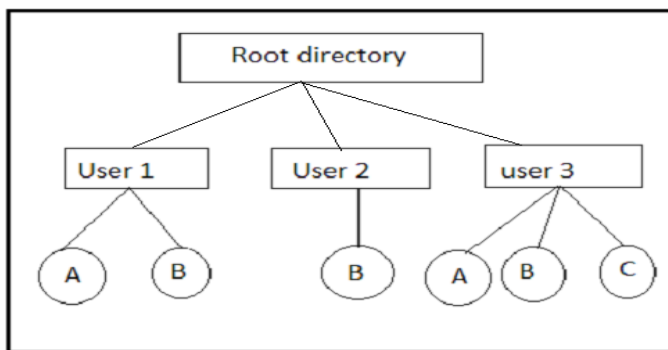 Root directory
User 1 User 2 user 3
A B B A B C